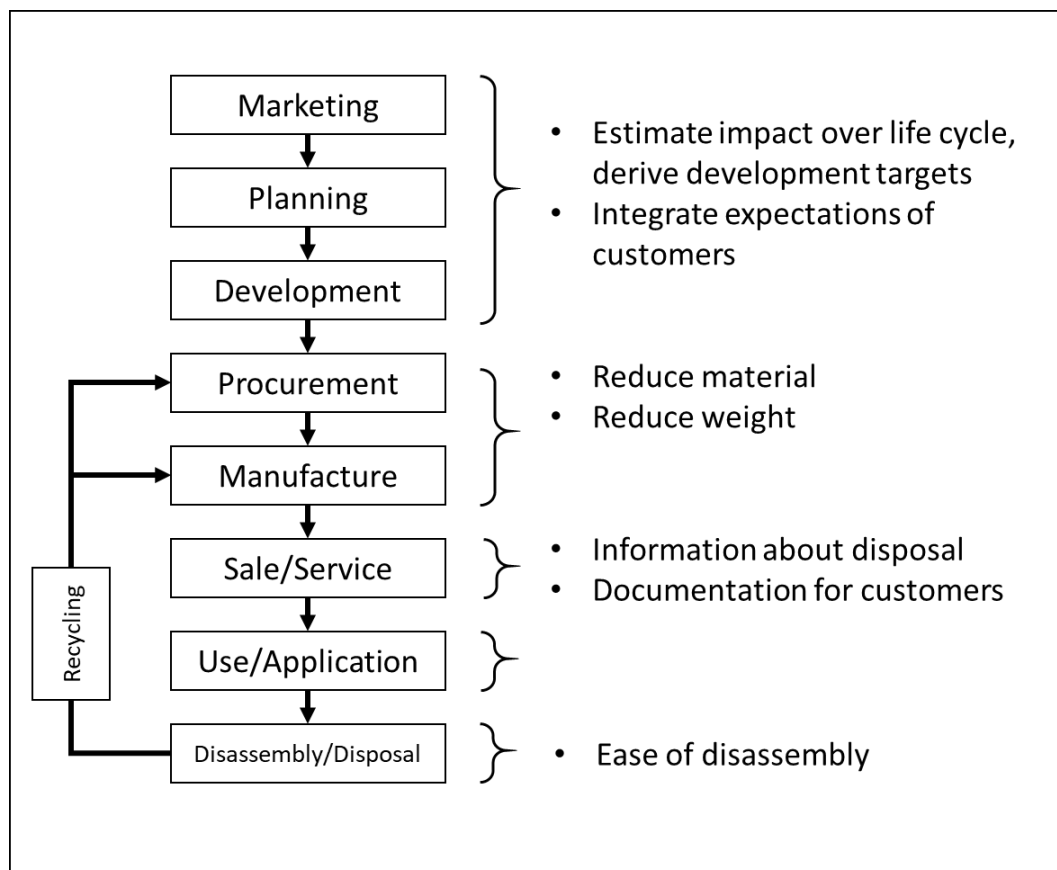 Marketing
Planning
Development
Procurement
Manufacture
Sale/Service
Use/Application
Disassembly/Disposal
Recycling
• Estimate impact over life cycle,
derive development targets
• Integrate expectations of
customers
• Reduce material
• Reduce weight
• Information about disposal
• Documentation for customers
• Ease of disassembly